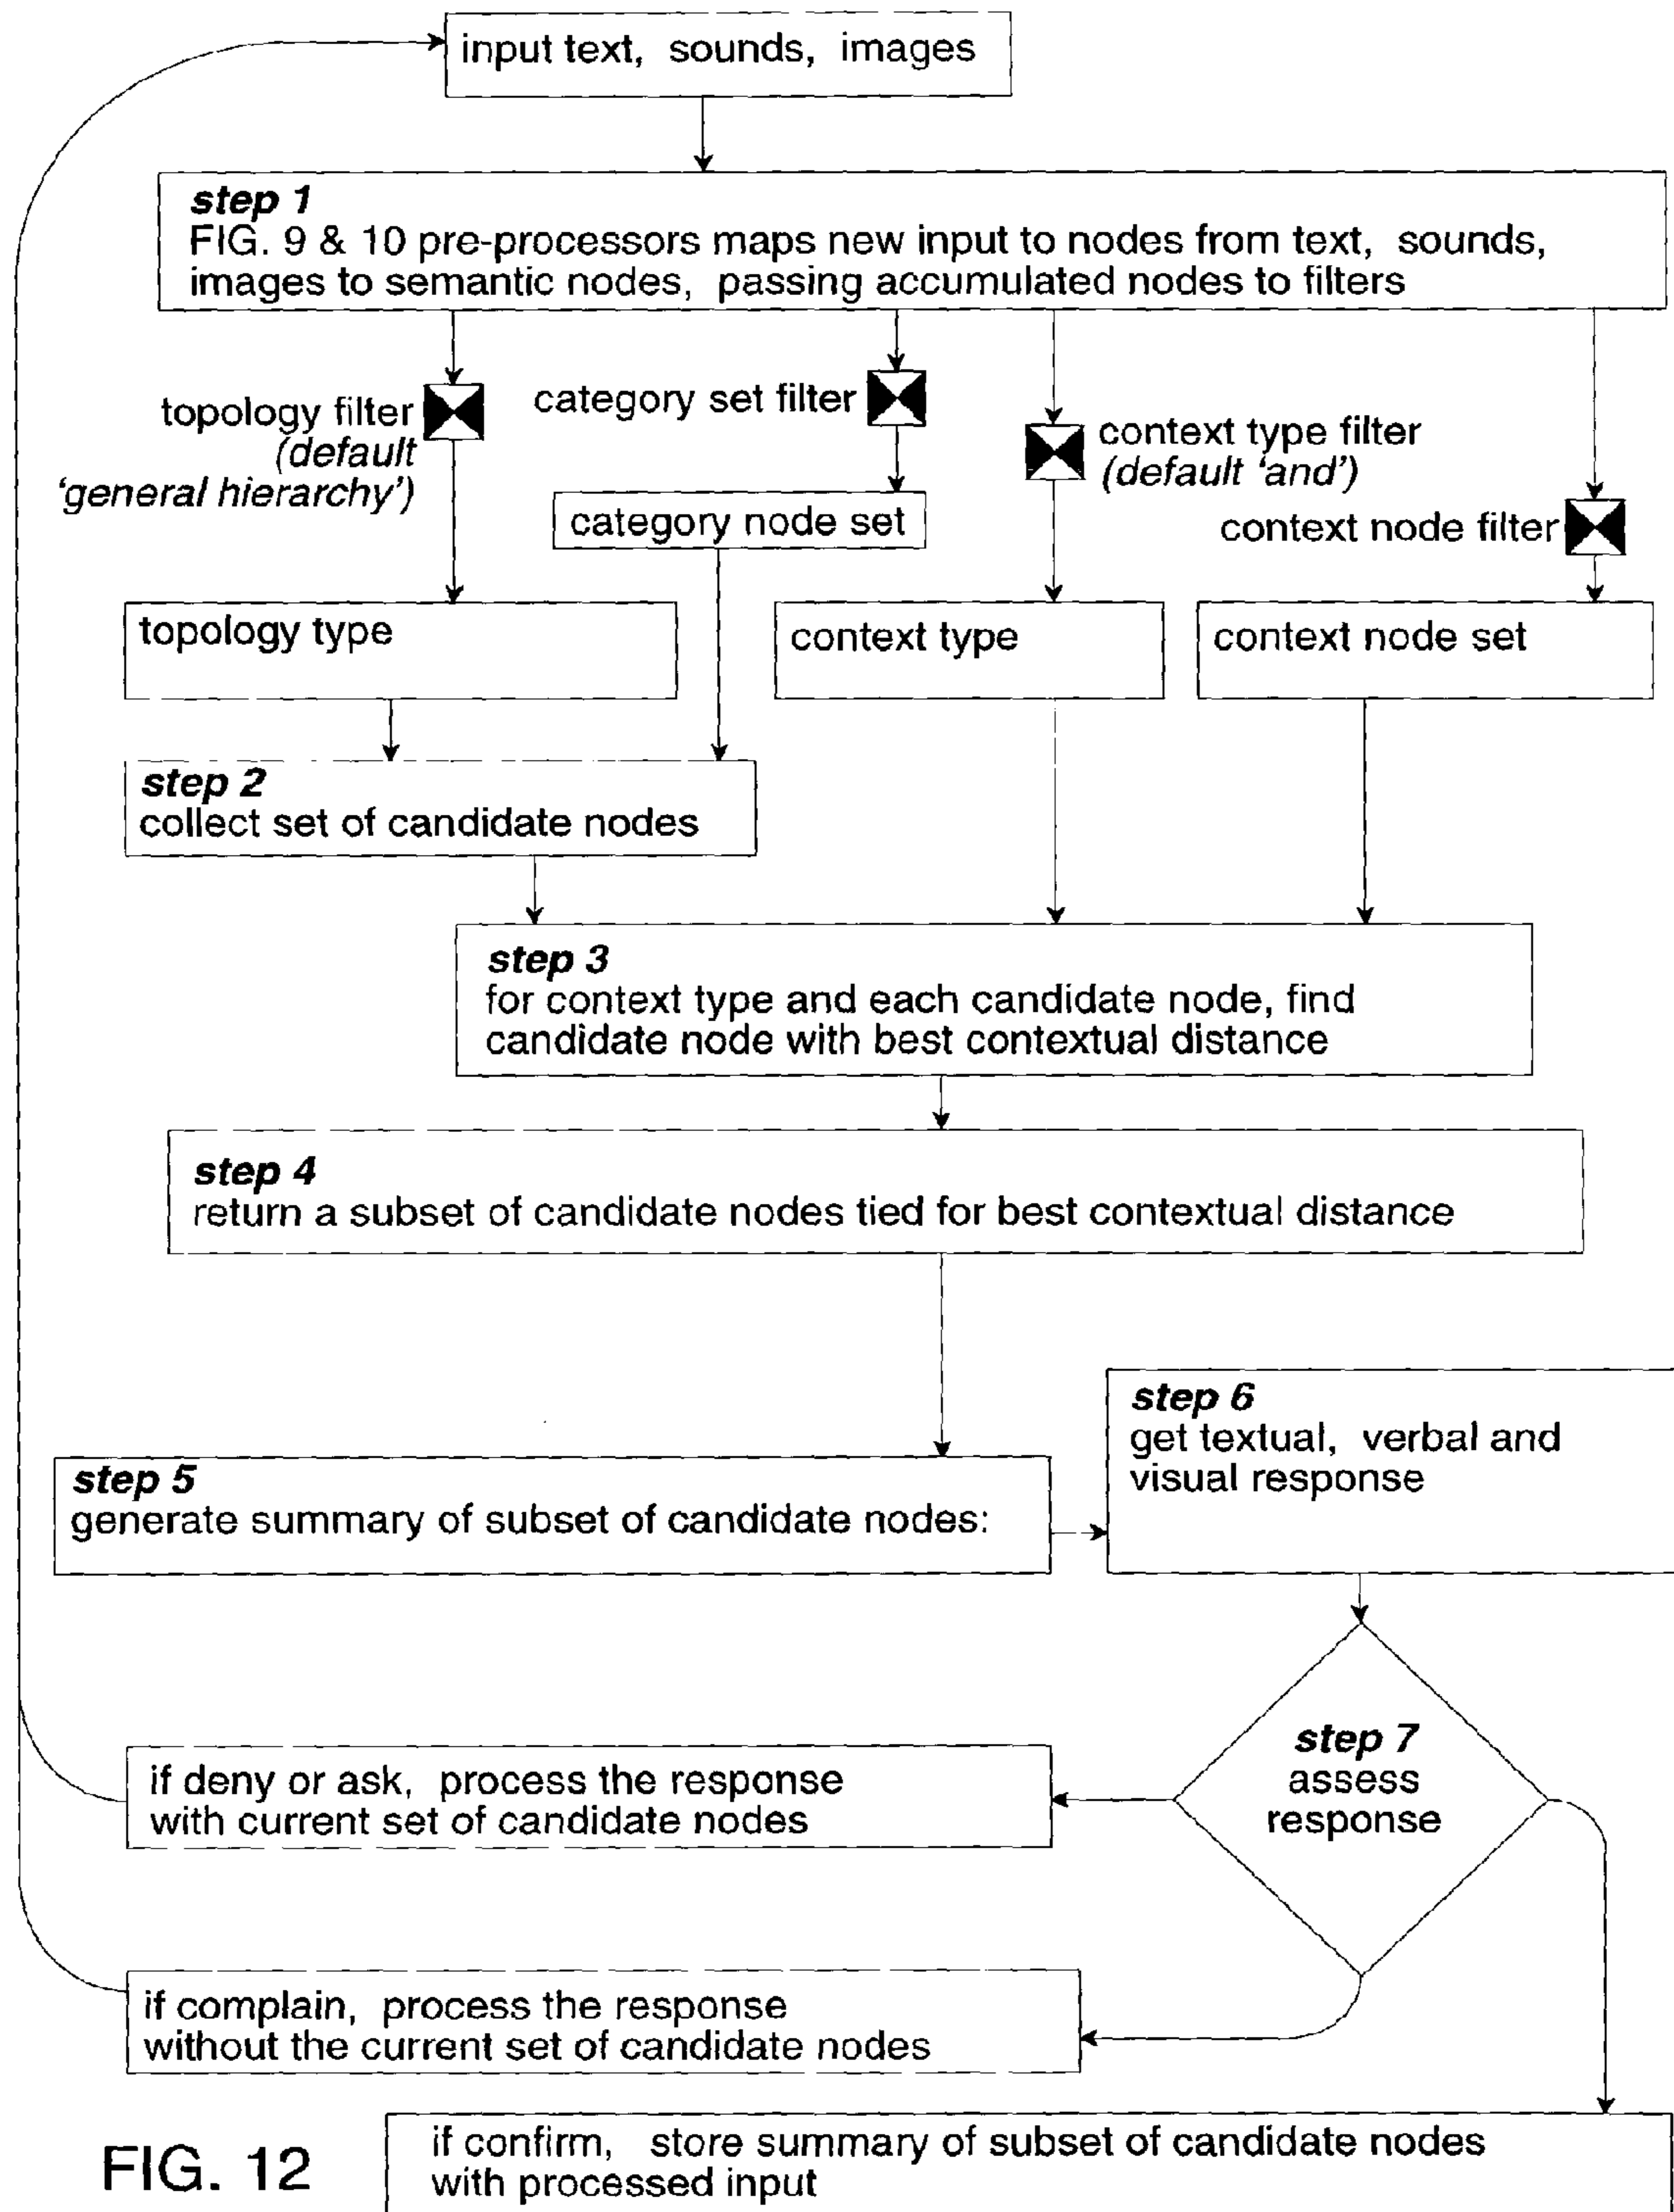 input text, sounds, images
step 1
FIG. 9 & 10 pre-processors maps new input to nodes from text, sounds,
images to semantic nodes, passing accumulated nodes to filters
topology filter
(default
'general hierarchy')
category set filter
context type filter
(default 'and')
context node filter
category node set
topology type
context type
context node set
step 2
collect set of candidate nodes
step 3
for context type and each candidate node, find
candidate node with best contextual distance
step 4
return a subset of candidate nodes tied for best contextual distance
step 5
generate summary of subset of candidate nodes:
step 6
get textual, verbal and
visual response
step 7
assess
response
if deny or ask, process the response
with current set of candidate nodes
if complain, process the response
without the current set of candidate nodes
if confirm, store summary of subset of candidate nodes
with processed input
FIG. 12